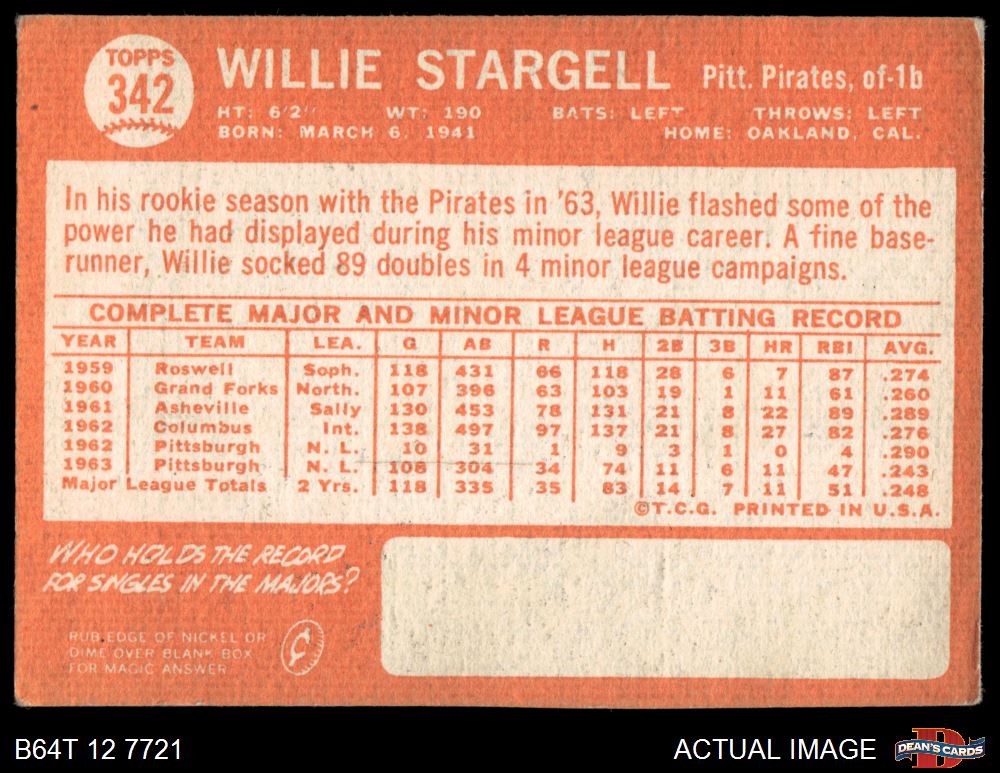 TOPPS
342
WILLIE STARGELL Pitt. Pirates, of-1b
HT: 6'2'' WT: 190 BATS: LEFT THROWS: LEFT
BORN: MARCH 6, 1941 HOME: OAKLAND, CAL.
In his rookie season with the Pirates in '63, Willie flashed some of the
power he had displayed during his minor league career. A fine base-
runner, Willie socked 89 doubles in 4 minor league campaigns.
COMPLETE MAJOR AND MINOR LEAGUE BATTING RECORD
YEAR TEAM LEA. G AB R H 2B 3B HR RBI AVG.
1959 Roswell Soph. 118 431 66 118 28 6 7 87 .274
1960 Grand Forks North. 107 396 63 103 19 1 11 61 .260
1961 Asheville Sally 130 453 78 131 21 8 22 89 .289
1962 Columbus Int. 138 497 97 137 21 8 27 82 .276
1962 Pittsburgh N. L. 10 31 1 9 3 1 0 4 .290
1963 Pittsburgh N. L. 108 304 34 74 11 6 11 47 .243
Major League Totals 2 Yrs. 118 335 35 83 14 7 11 51 .248
©T.C.G. PRINTED IN U.S.A.
WHO HOLDS THE RECORD
FOR SINGLES IN THE MAJORS?
RUB EDGE OF NICKEL OR
DIME OVER BLANK BOX
FOR MAGIC ANSWER
B64T 12 7721 ACTUAL IMAGE DEAN'S CARDS